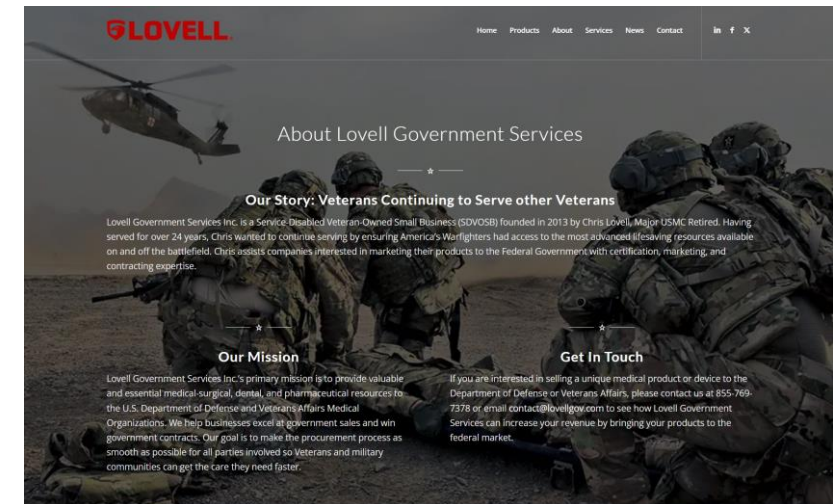 LOVELL
Home Products About Services News Contact
in f X
About Lovell Government Services
Our Story: Veterans Continuing to Serve other Veterans
Lovell Government Services Inc. is a Service-Disabled Veteran-Owned Small Business (SDVOSB) founded in 2013 by Chris Lovell, Major USMC Retired. Having
served for over 24 years, Chris wanted to continue serving by ensuring America's Warfighters had access to the most advanced lifesaving resources available
on and off the battlefield. Chris assists companies interested in marketing their products to the Federal Government with certification, marketing, and
contracting expertise.
Our Mission
Lovell Government Services Inc.'s primary mission is to provide valuable
and essential medical-surgical, dental, and pharmaceutical resources to
the U.S. Department of Defense and Veterans Affairs Medical
Organizations. We help businesses excel at government sales and win
government contracts. Our goal is to make the procurement process as
smooth as possible for all parties involved so Veterans and military
communities can get the care they need faster.
Get In Touch
If you are interested in selling a unique medical product or device to the
Department of Defense or Veterans Affairs, please contact us at 855-769-
7378 or email contact@lovellgov.com to see how Lovell Government
Services can increase your revenue by bringing your products to the
federal market.